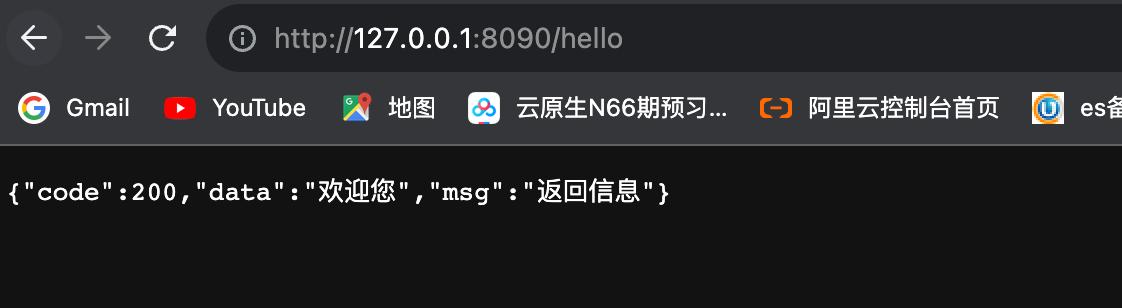 http://127.0.0.1:8090/hello
Gmail YouTube 地图 云原生N66期预习... 阿里云控制台首页 es备
{"code":200,"data":"欢迎您","msg":"返回信息"}